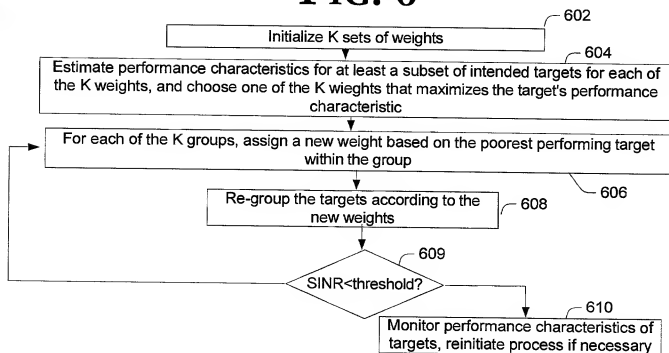 FIG. 6
602
Initialize K sets of weights
604
Estimate performance characteristics for at least a subset of intended targets for each of
the K weights, and choose one of the K wieghts that maximizes the target's performance
characteristic
For each of the K groups, assign a new weight based on the poorest performing target
within the group
606
Re-group the targets according to the
new weights
608
609
SINR<threshold?
610
Monitor performance characteristics of
targets, reinitiate process if necessary